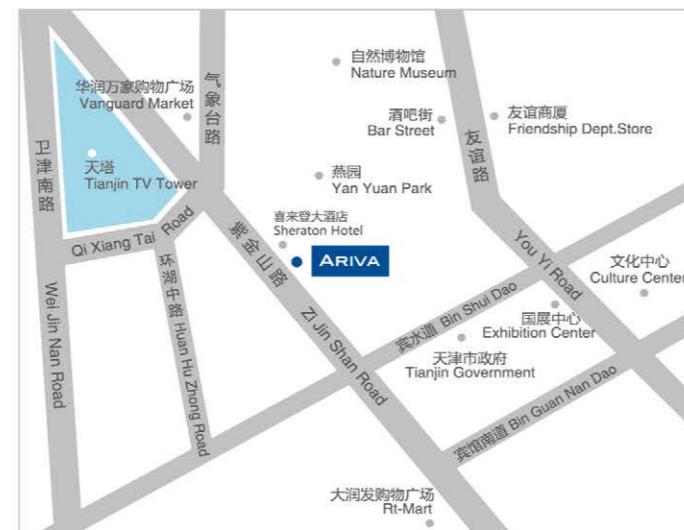 自然博物馆
Nature Museum
华润万家购物广场
Vanguard Market
气象台路
酒吧街
Bar Street
友谊商厦
Friendship Dept.Store
卫津南路
天塔
Tianjin TV Tower
友谊路
燕园
Yan Yuan Park
Qi Xiang Tai Road
喜来登大酒店
Sheraton Hotel
紫金山路
ARIVA
You Yi Road
文化中心
Culture Center
环湖中路 Huan Hu Zhong Road
Wei Jin Nan Road
Zi Jin Shan Road
宾水道 Bin Shui Dao
国展中心
Exhibition Center
天津市政府
Tianjin Government
宾馆南道 Bin Guan Nan Dao
大润发购物广场
Rt-Mart